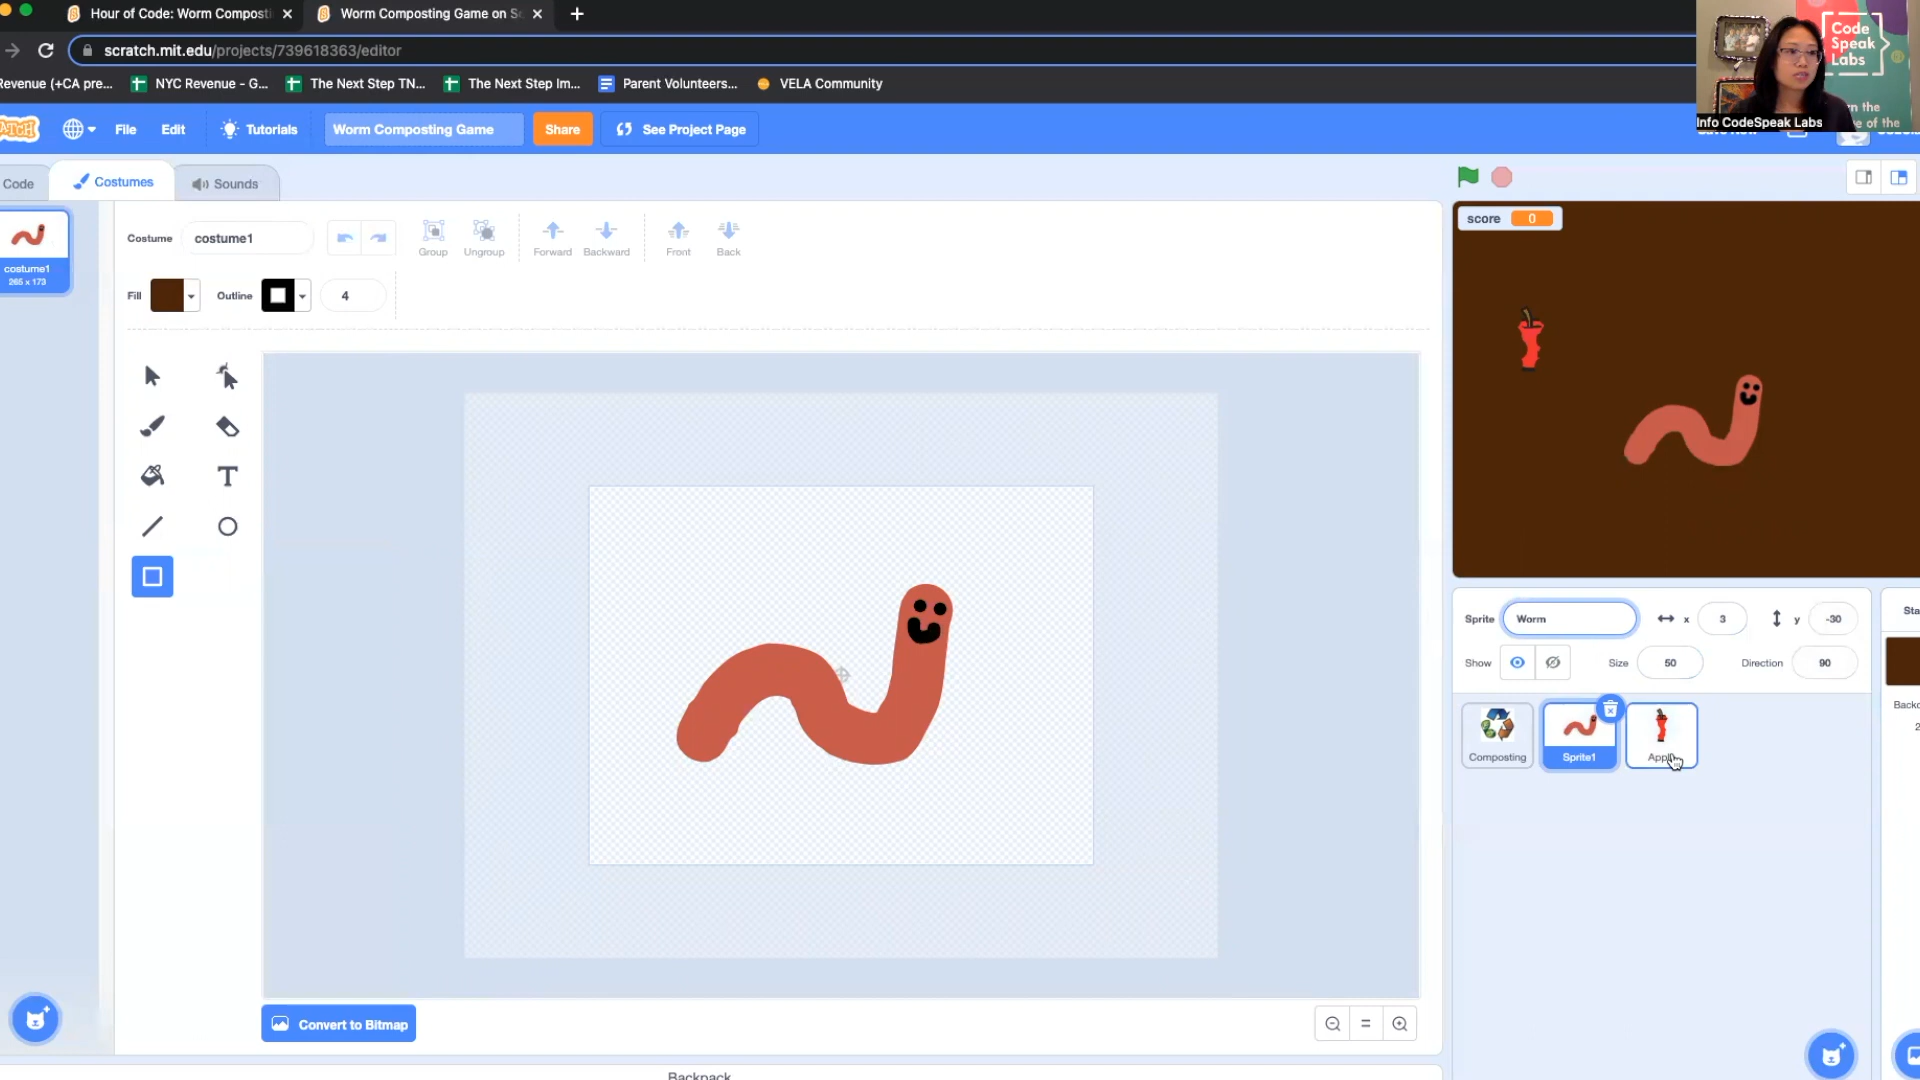 Hour of Code: Worm Composti
Worm Composting Game on Sc
scratch.mit.edu/projects/739618363/editor
Revenue (+CA pre...
NYC Revenue - G...
The Next Step TN...
The Next Step Im...
Parent Volunteers...
VELA Community
Code
Speak
Labs
Info CodeSpeak Labs
File
Edit
Tutorials
Worm Composting Game
Share
See Project Page
Code
Costumes
Sounds
costume1
265 x 173
Costume
costume1
Group
Ungroup
Forward
Backward
Front
Back
Fill
Outline
4
Convert to Bitmap
Backpack
score 0
Sprite
Worm
x
3
y
-30
Show
Size
50
Direction
90
Composting
Sprite1
Sta